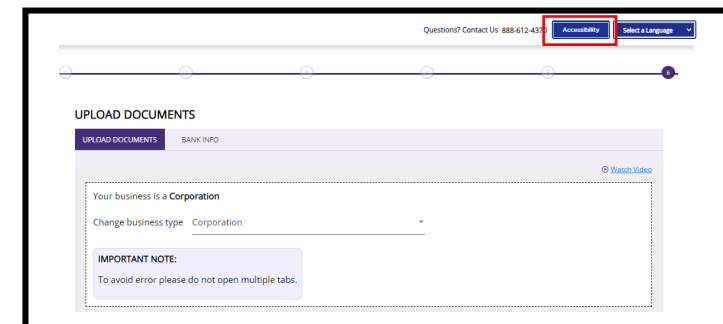 Questions? Contact Us 888-612-4370 Accessibility Select a Language
6
UPLOAD DOCUMENTS
UPLOAD DOCUMENTS BANK INFO
Watch Video
Your business is a Corporation
Change business type Corporation
IMPORTANT NOTE:
To avoid error please do not open multiple tabs.